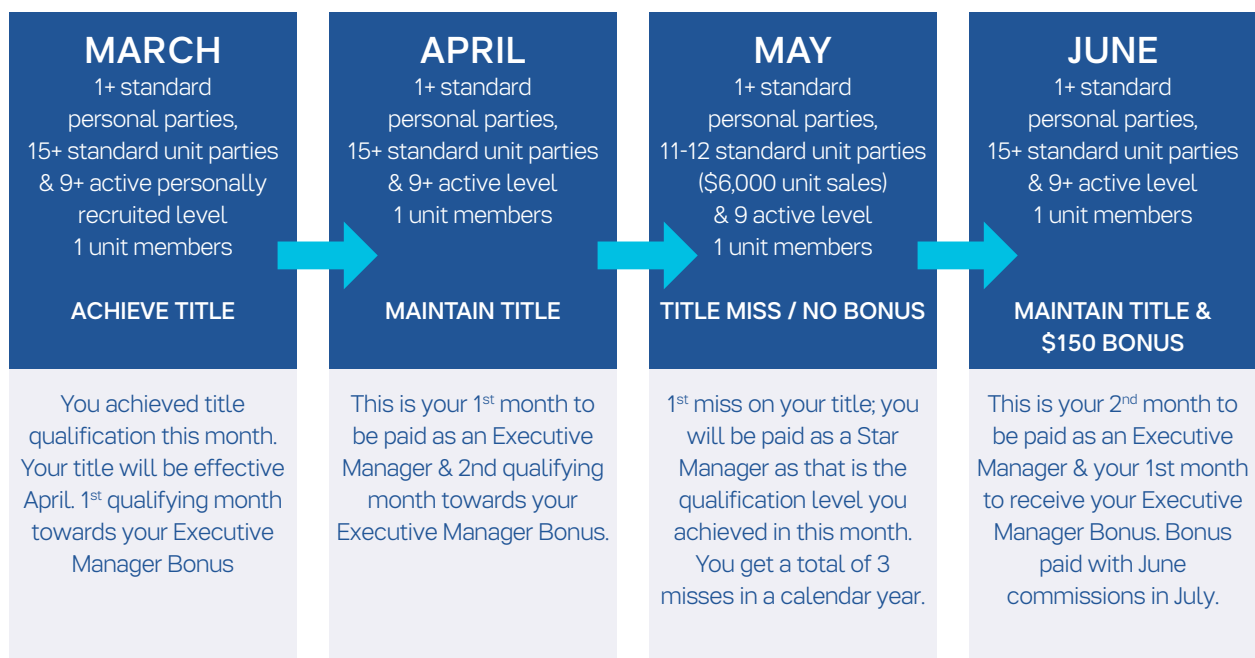 MARCH
1+ standard
personal parties,
15+ standard unit parties
& 9+ active personally
recruited level
1 unit members
ACHIEVE TITLE
You achieved title
qualification this month.
Your title will be effective
April. 1st qualifying month
towards your Executive
Manager Bonus
APRIL
1+ standard
personal parties,
15+ standard unit parties
& 9+ active level
1 unit members
MAINTAIN TITLE
This is your 1st month to
be paid as an Executive
Manager & 2nd qualifying
month towards your
Executive Manager Bonus.
MAY
1+ standard
personal parties,
11-12 standard unit parties
($6,000 unit sales)
& 9 active level
1 unit members
TITLE MISS / NO BONUS
1st miss on your title; you
will be paid as a Star
Manager as that is the
qualification level you
achieved in this month.
You get a total of 3
misses in a calendar year.
JUNE
1+ standard
personal parties,
15+ standard unit parties
& 9+ active level
1 unit members
MAINTAIN TITLE &
$150 BONUS
This is your 2nd month to
be paid as an Executive
Manager & your 1st month
to receive your Executive
Manager Bonus. Bonus
paid with June
commissions in July.